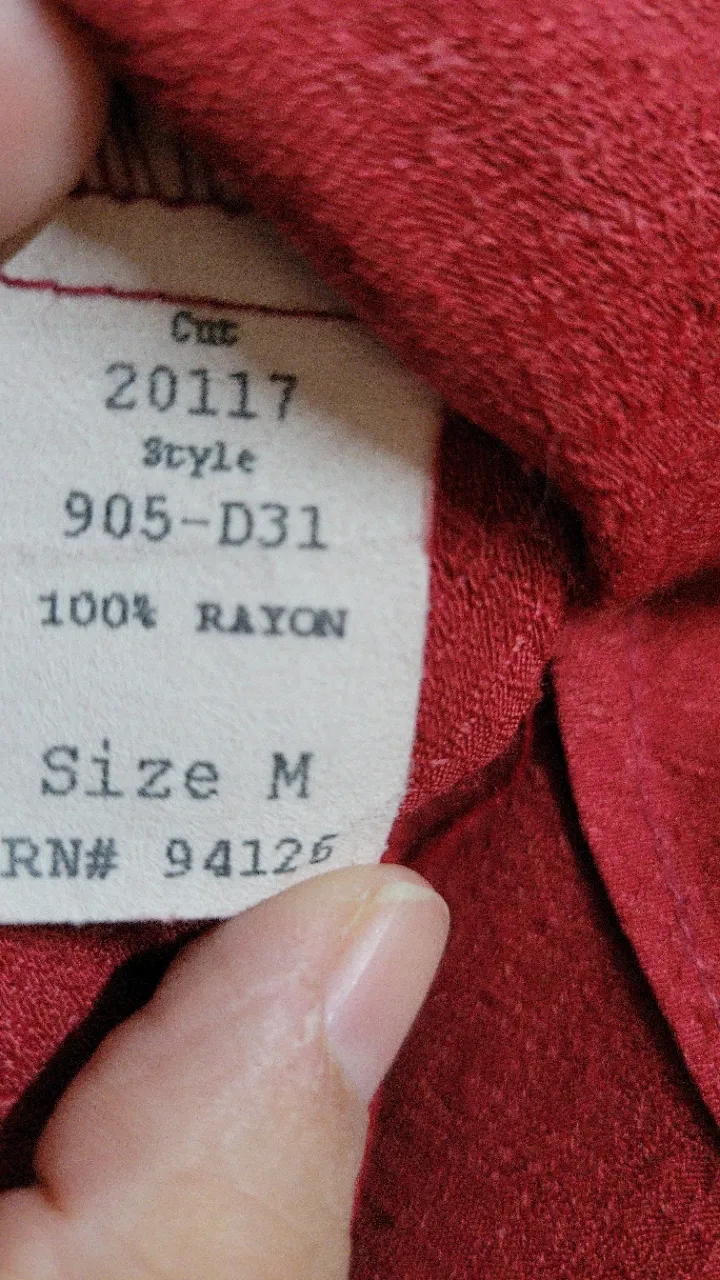 Cut
20117
Style
905-D31
100% RAYON
Size M
RN# 94126